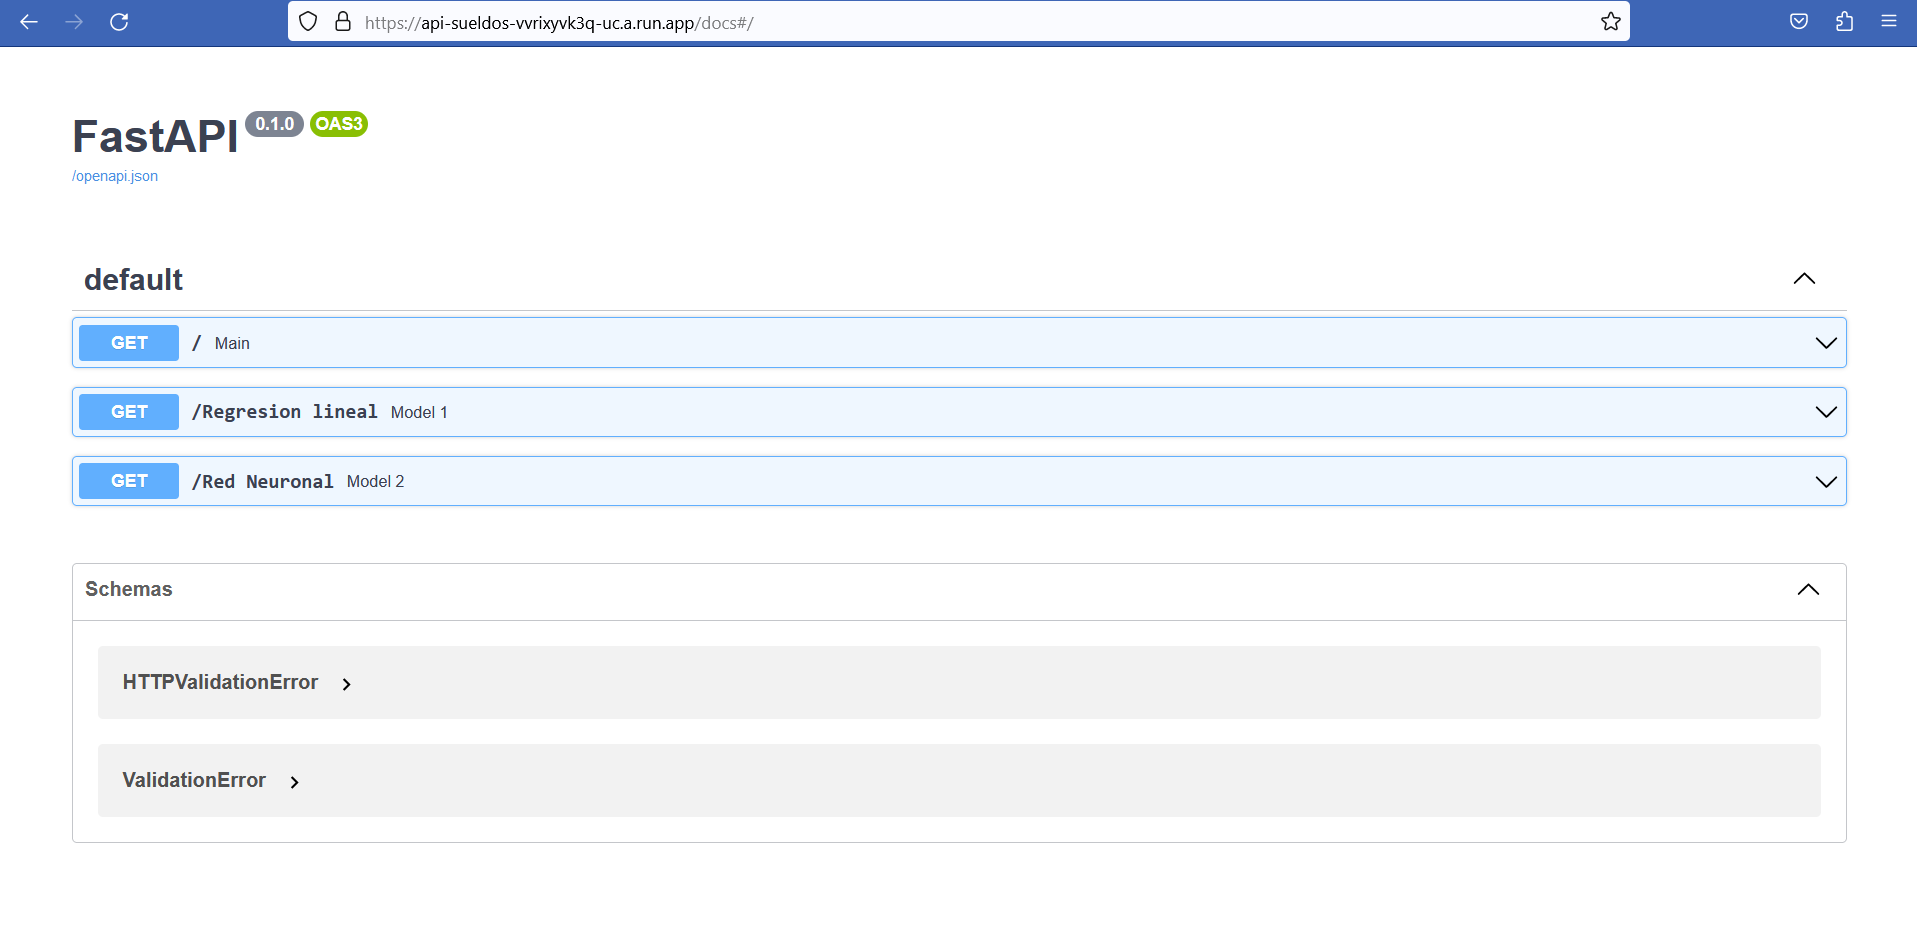 https://api-sueldos-vvrixyvk3q-uc.a.run.app/docs#/
FastAPI 0.1.0 OAS3
/openapi.json
default
GET / Main
GET /Regresion lineal Model 1
GET /Red Neuronal Model 2
Schemas
HTTPValidationError
ValidationError